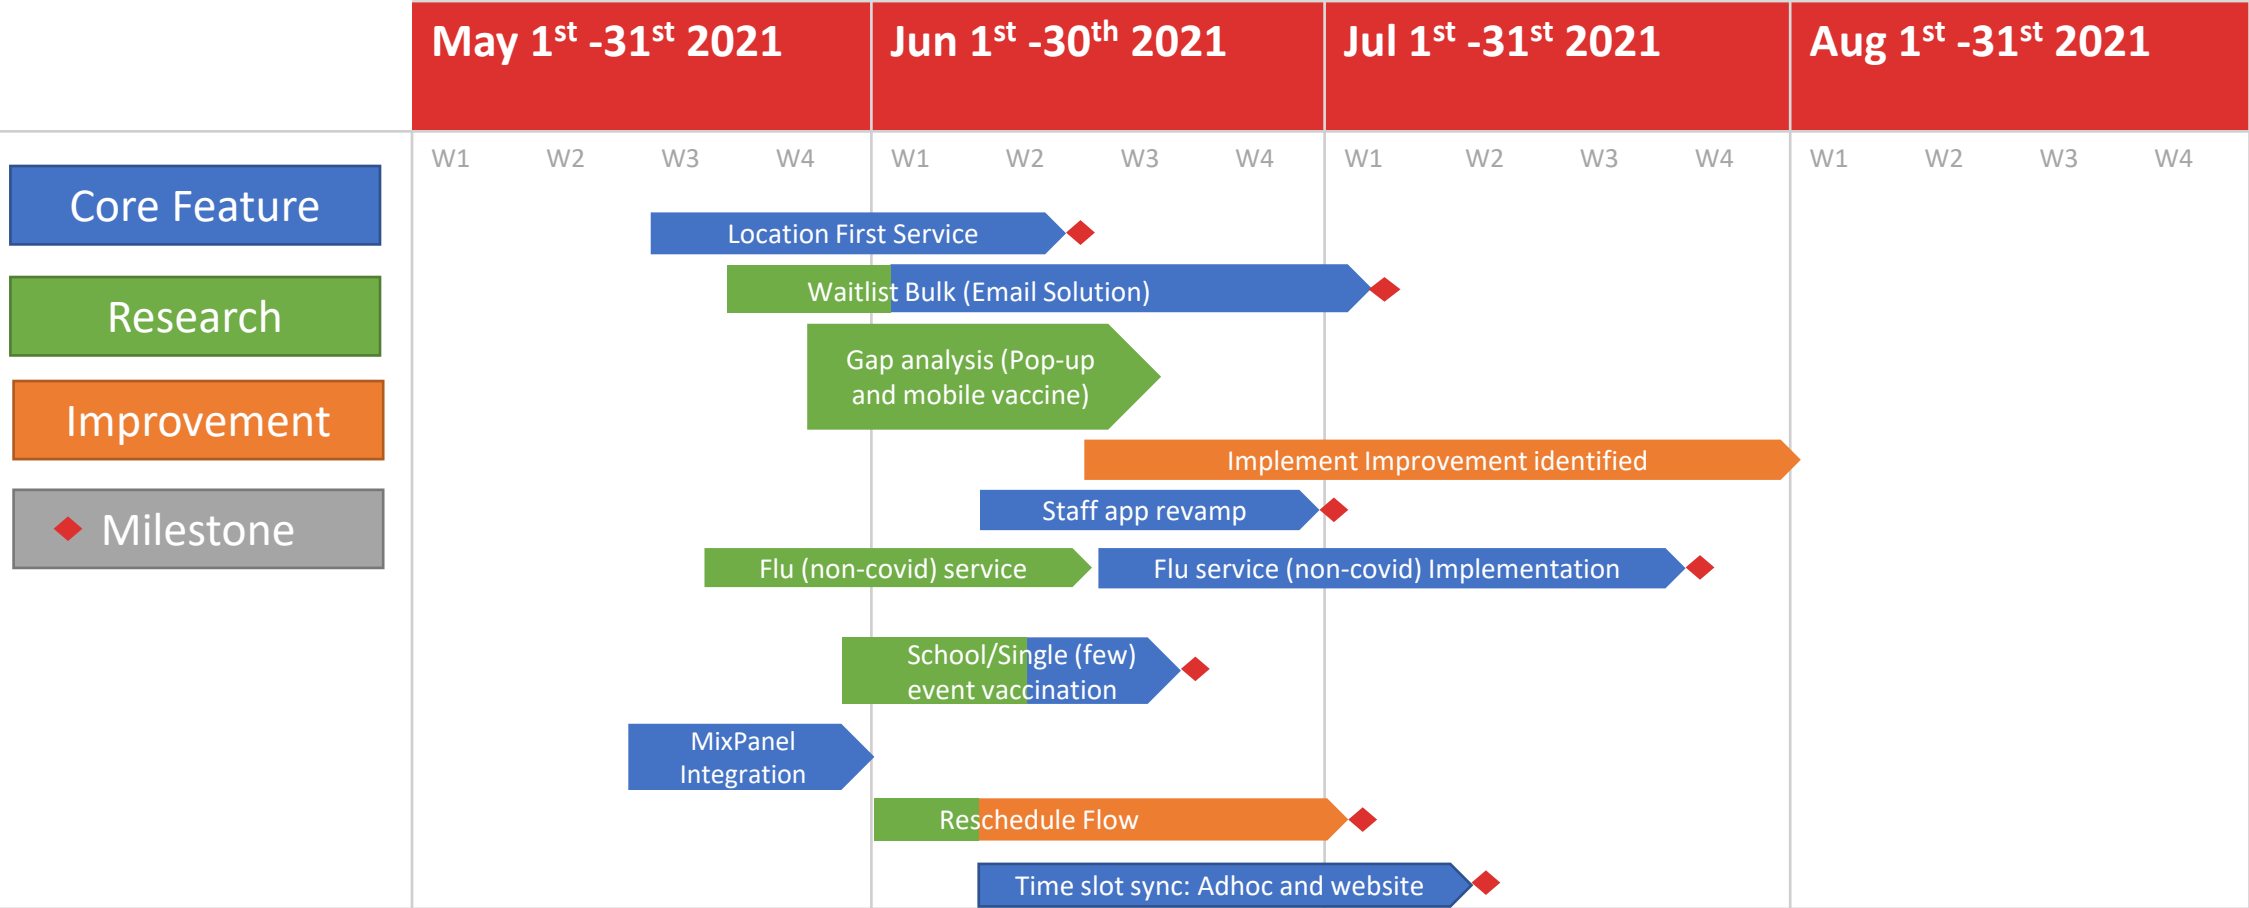 May 1st -31st 2021
Jun 1st -30th 2021
Jul 1st -31st 2021
Aug 1st -31st 2021
W1 W2 W3 W4 W1 W2 W3 W4 W1 W2 W3 W4 W1 W2 W3 W4
Core Feature
Research
Improvement
Milestone
Location First Service
Waitlist Bulk (Email Solution)
Gap analysis (Pop-up
and mobile vaccine)
Implement Improvement identified
Staff app revamp
Flu (non-covid) service
Flu service (non-covid) Implementation
School/Single (few)
event vaccination
MixPanel
Integration
Reschedule Flow
Time slot sync: Adhoc and website